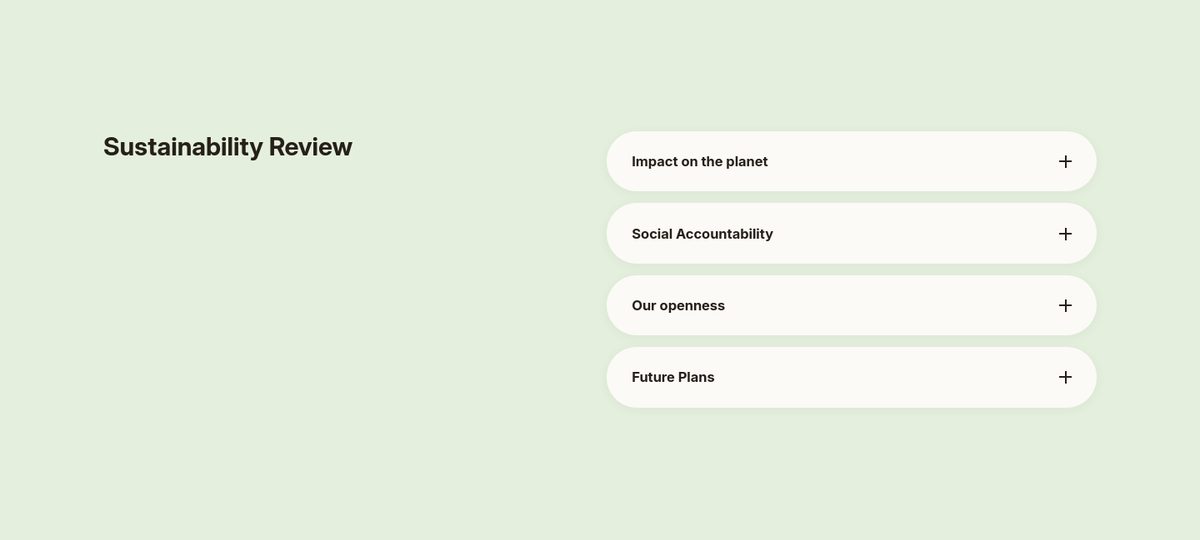 Sustainability Review
Impact on the planet
Social Accountability
Our openness
Future Plans